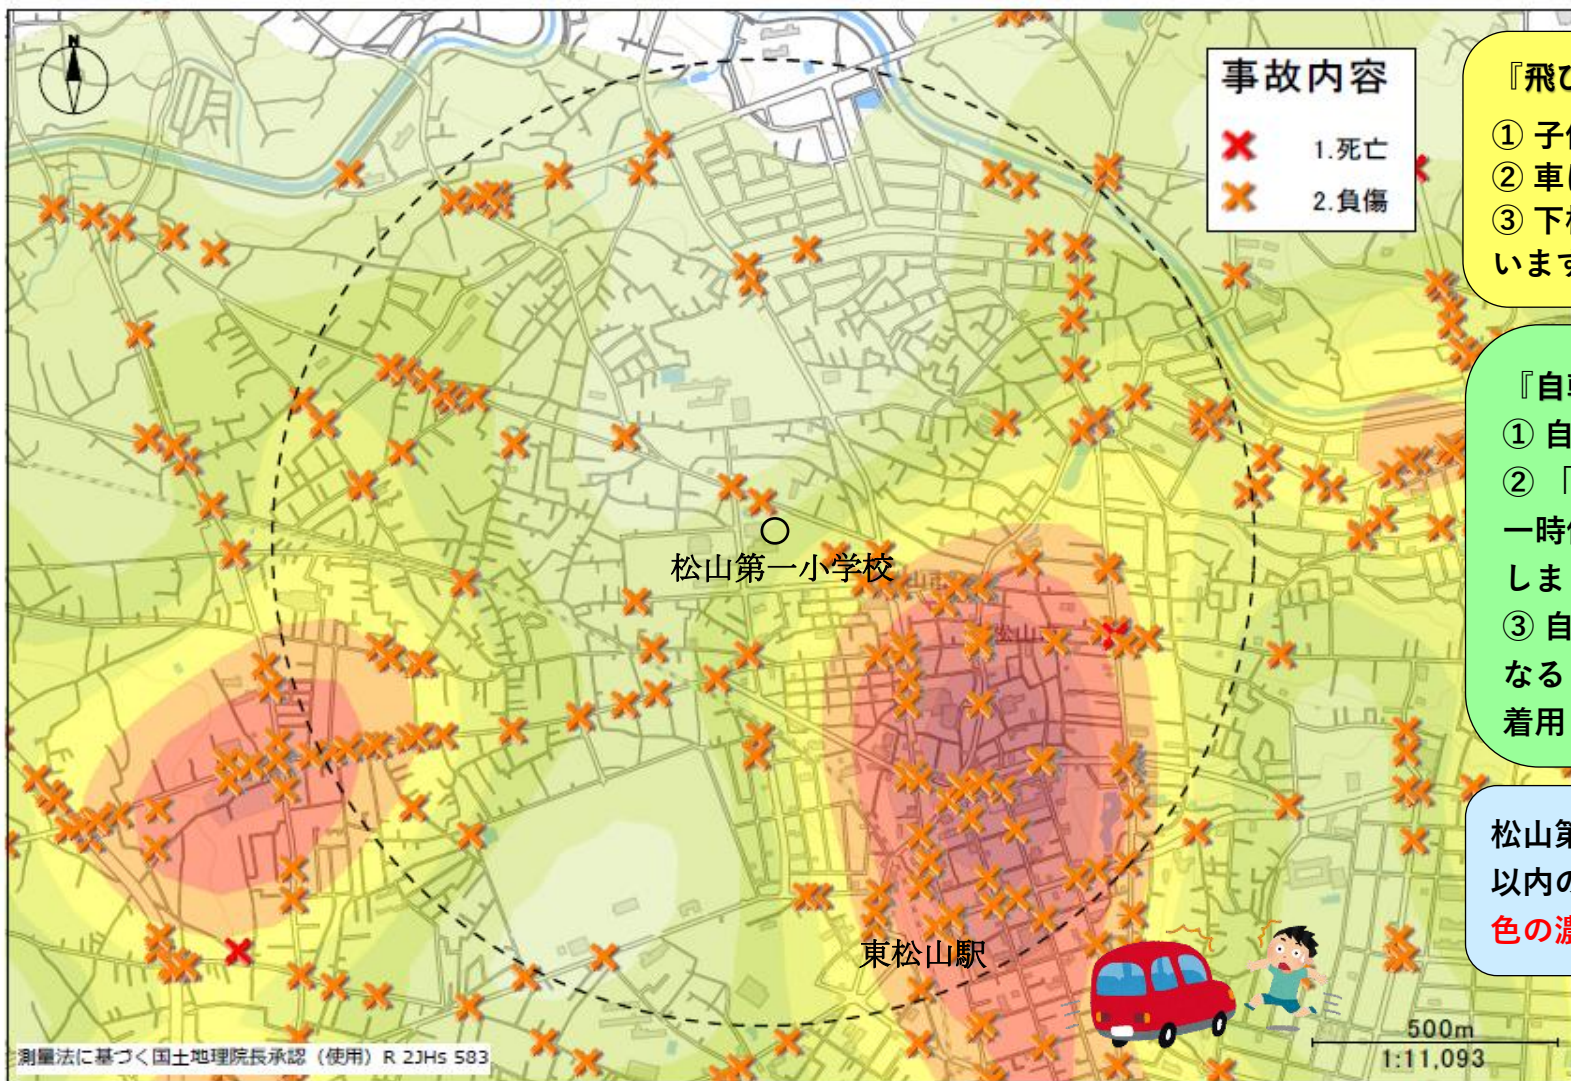 N
事故内容
1.死亡
2.負傷
『飛び
① 子
② 車
③ 下
います
『自
① 自
② 「
一時
しま
③ 自
なる
着用
松山第
以内の
色の濃
松山第一小学校
東松山駅
500m
1:11,093
測量法に基づく国土地理院長承認（使用）R 2JHs 583